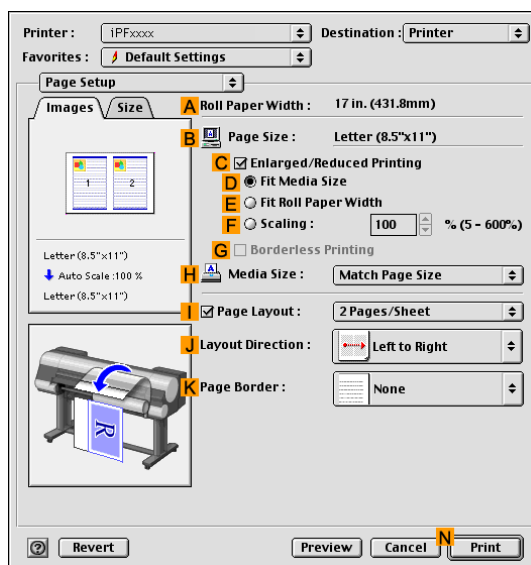 Printer : iPFxxxx Destination : Printer
Favorites : Default Settings
Page Setup
Images Size
A Roll Paper Width : 17 in. (431.8mm)
B Page Size : Letter (8.5"x11")
1 2
C Enlarged/Reduced Printing
D Fit Media Size
E Fit Roll Paper Width
F Scaling : 100 % (5 - 600%)
G Borderless Printing
Letter (8.5"x11")
Auto Scale :100 %
Letter (8.5"x11")
H A Media Size : Match Page Size
I Page Layout : 2 Pages/Sheet
J Layout Direction : Left to Right
K Page Border : None
R
N
? Revert Preview Cancel Print